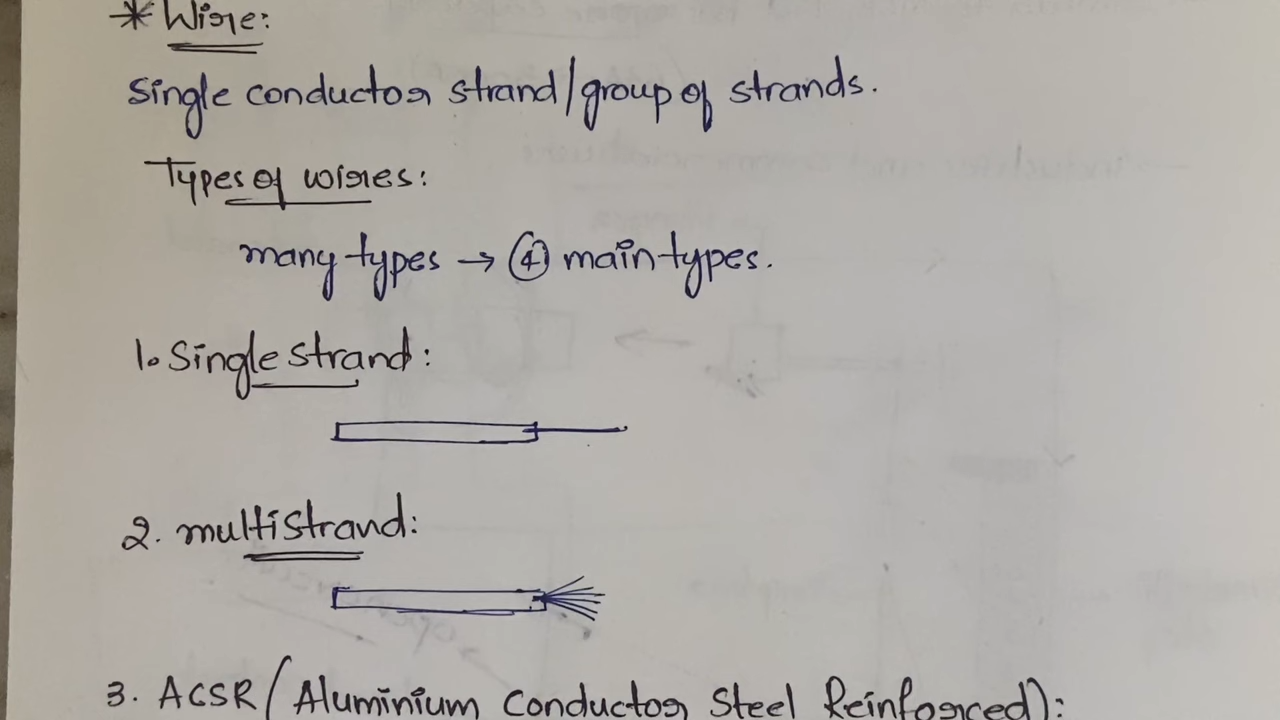 * Wire:
Single conductor strand/group of strands.
Types of wires:
many types → ④ main types.
1. Single strand:
2. multistrand:
3. ACSR (Aluminium Conductor Steel Reinforced):